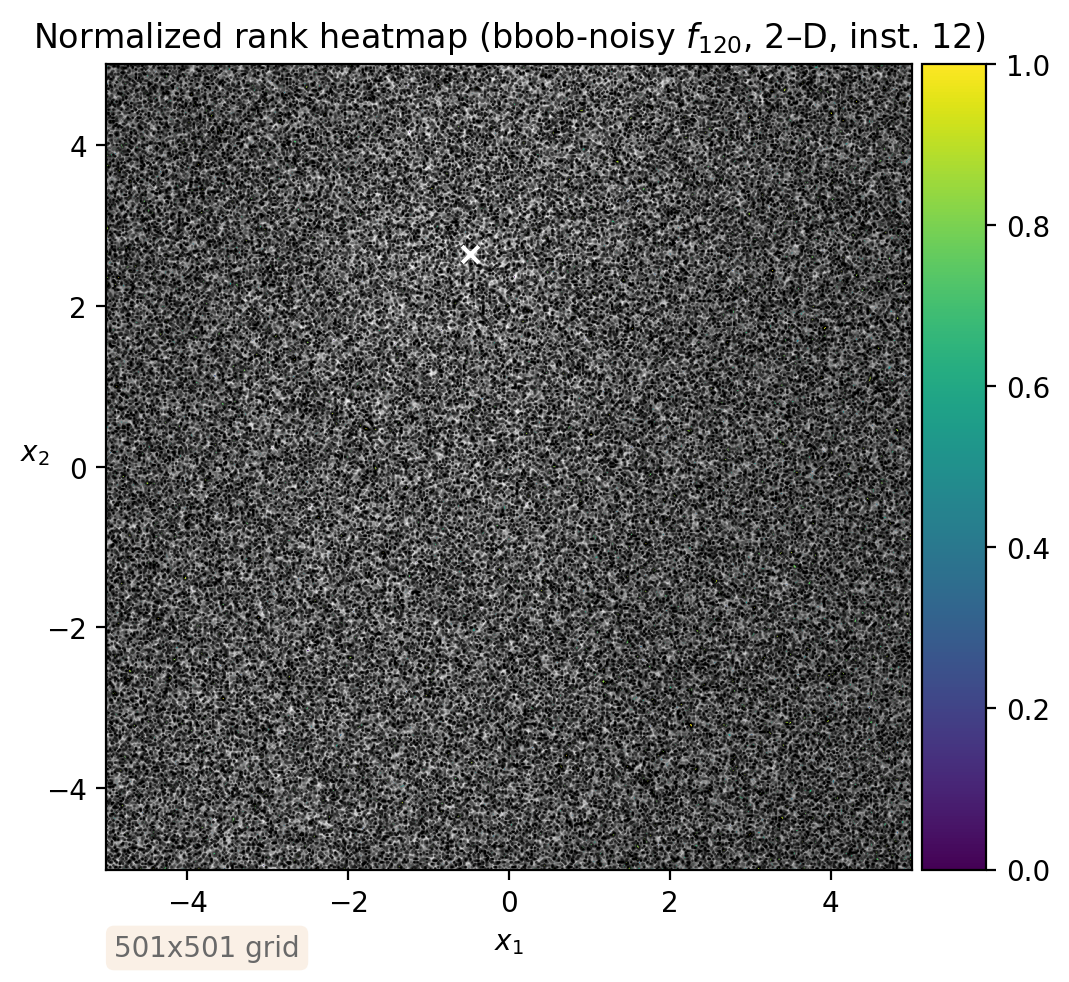 Normalized rank heatmap (bbob-noisy f120, 2–D, inst. 12)
1.0
4
0.8
2
0.6
x2
0
0.4
−2
0.2
−4
0.0
−4 −2 0 2 4
x1
501x501 grid